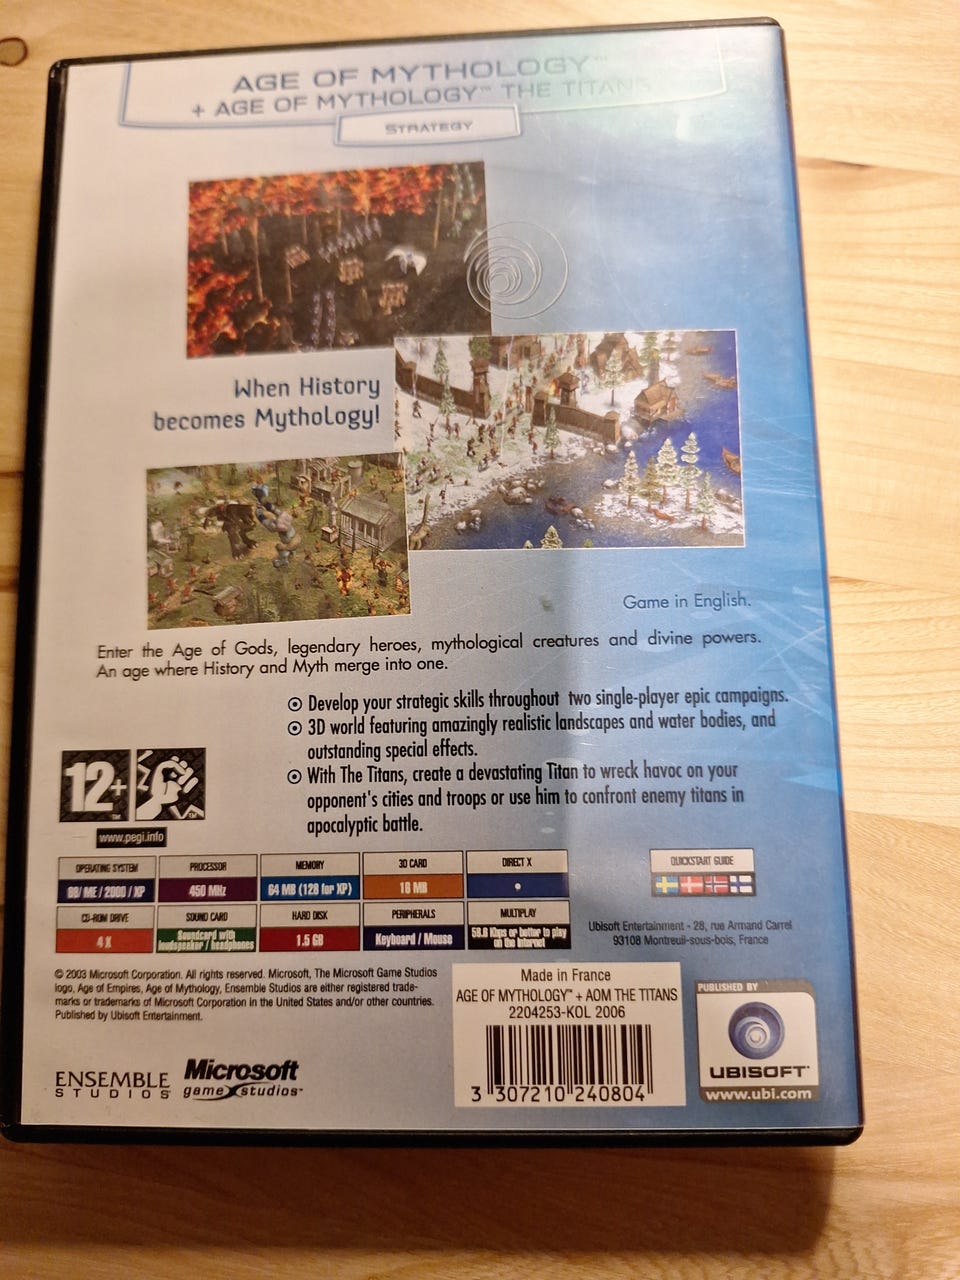 AGE OF MYTHOLOGY™
+ AGE OF MYTHOLOGY™ THE TITANS
STRATEGY
When History
becomes Mythology!
Game in English.
Enter the Age of Gods, legendary heroes, mythological creatures and divine powers.
An age where History and Myth merge into one.
Develop your strategic skills throughout two single-player epic campaigns.
3D world featuring amazingly realistic landscapes and water bodies, and
outstanding special effects.
With The Titans, create a devastating Titan to wreck havoc on your
opponent's cities and troops or use him to confront enemy titans in
apocalyptic battle.
12+™
™
www.pegi.info
OPERATING SYSTEM
98/ ME / 2000 / XP
PROCESSOR
450 MHz
MEMORY
64 MB (128 for XP)
3D CARD
16 MB
DIRECT X
QUICKSTART GUIDE
CD-ROM DRIVE
4 X
SOUND CARD
Soundcard with
loudspeaker / headphones
HARD DISK
1.5 GB
PERIPHERALS
Keyboard / Mouse
MULTIPLAY
56.6 Kbps or better to play
on the internet
Ubisoft Entertainment - 28, rue Armand Carrel
93108 Montreuil-sous-bois, France
© 2003 Microsoft Corporation. All rights reserved. Microsoft, The Microsoft Game Studios
logo, Age of Empires, Age of Mythology, Ensemble Studios are either registered trade-
marks or trademarks of Microsoft Corporation in the United States and/or other countries.
Published by Ubisoft Entertainment.
ENSEMBLE
STUDIOS
Microsoft
game studios™
Made in France
AGE OF MYTHOLOGY™ + AOM THE TITANS
2204253-KOL 2006
3 307210 240804
PUBLISHED BY
UBISOFT
www.ubi.com